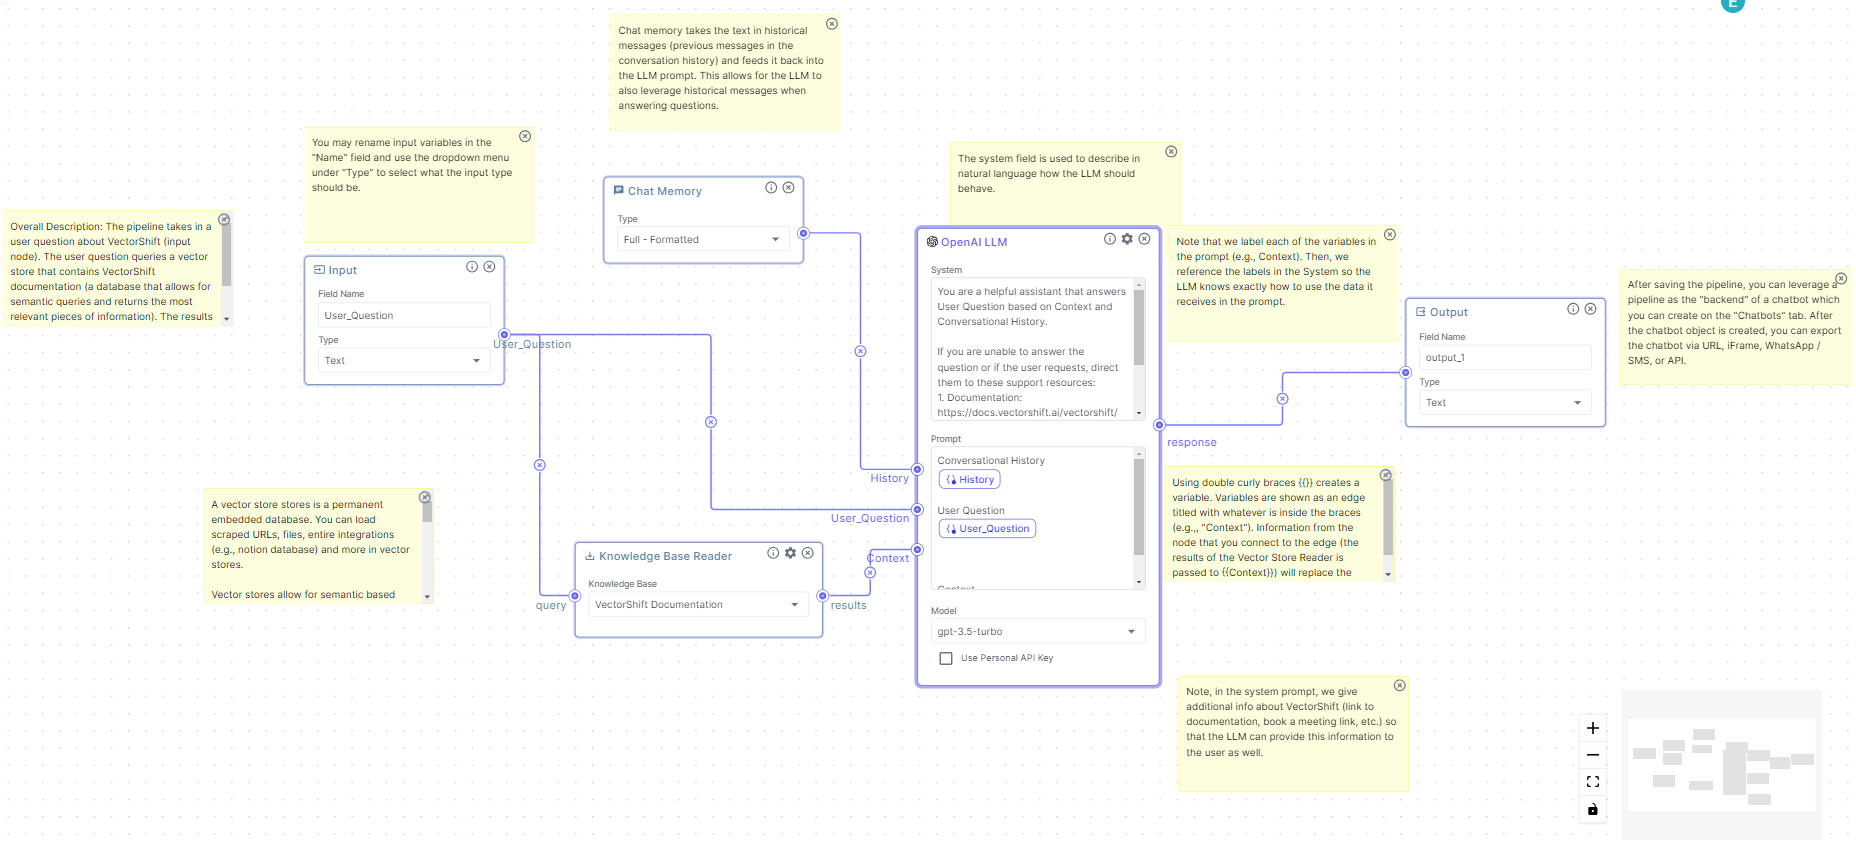 E
Chat memory takes the text in historical
messages (previous messages in the
conversation history) and feeds it back into
the LLM prompt. This allows for the LLM to
also leverage historical messages when
answering questions.
You may rename input variables in the
"Name" field and use the dropdown menu
under "Type" to select what the input type
should be.
The system field is used to describe in
natural language how the LLM should
behave.
Overall Description: The pipeline takes in a
user question about VectorShift (input
node). The user question queries a vector
store that contains VectorShift
documentation (a database that allows for
semantic queries and returns the most
relevant pieces of information). The results
Input
Field Name
User_Question
Type
Text
User_Question
Chat Memory
Type
Full - Formatted
OpenAI LLM
System
You are a helpful assistant that answers
User Question based on Context and
Conversational History.
If you are unable to answer the
question or if the user requests, direct
them to these support resources:
1. Documentation:
https://docs.vectorshift.ai/vectorshift/
Prompt
Conversational History
History
User Question
User_Question
Context
Model
gpt-3.5-turbo
Use Personal API Key
History
User_Question
Context
response
Note that we label each of the variables in
the prompt (e.g., Context). Then, we
reference the labels in the System so the
LLM knows exactly how to use the data it
receives in the prompt.
Output
Field Name
output_1
Type
Text
After saving the pipeline, you can leverage a
pipeline as the "backend" of a chatbot which
you can create on the "Chatbots" tab. After
the chatbot object is created, you can export
the chatbot via URL, iFrame, WhatsApp /
SMS, or API.
A vector store stores is a permanent
embedded database. You can load
scraped URLs, files, entire integrations
(e.g., notion database) and more in vector
stores.
Vector stores allow for semantic based
Knowledge Base Reader
Knowledge Base
VectorShift Documentation
query
results
Using double curly braces {{}} creates a
variable. Variables are shown as an edge
titled with whatever is inside the braces
(e.g.,, "Context"). Information from the
node that you connect to the edge (the
results of the Vector Store Reader is
passed to {{Context}}) will replace the
Note, in the system prompt, we give
additional info about VectorShift (link to
documentation, book a meeting link, etc.) so
that the LLM can provide this information to
the user as well.